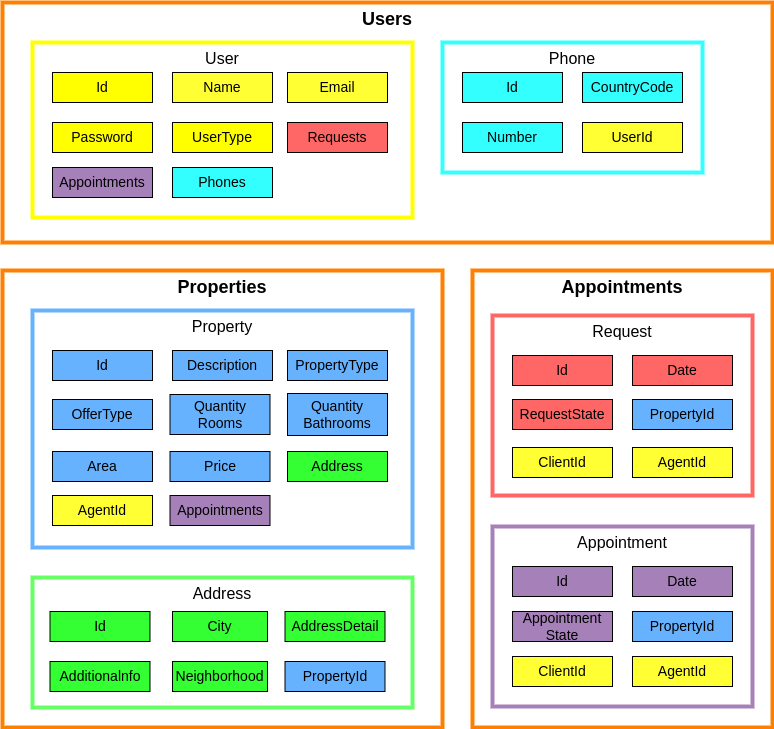 Users
User
Id
Name
Email
Password
UserType
Requests
Appointments
Phones
Phone
Id
CountryCode
Number
UserId
Properties
Property
Id
Description
PropertyType
OfferType
Quantity
Rooms
Quantity
Bathrooms
Area
Price
Address
AgentId
Appointments
Address
Id
City
AddressDetail
AdditionalInfo
Neighborhood
PropertyId
Appointments
Request
Id
Date
RequestState
PropertyId
ClientId
AgentId
Appointment
Id
Date
Appointment
State
PropertyId
ClientId
AgentId